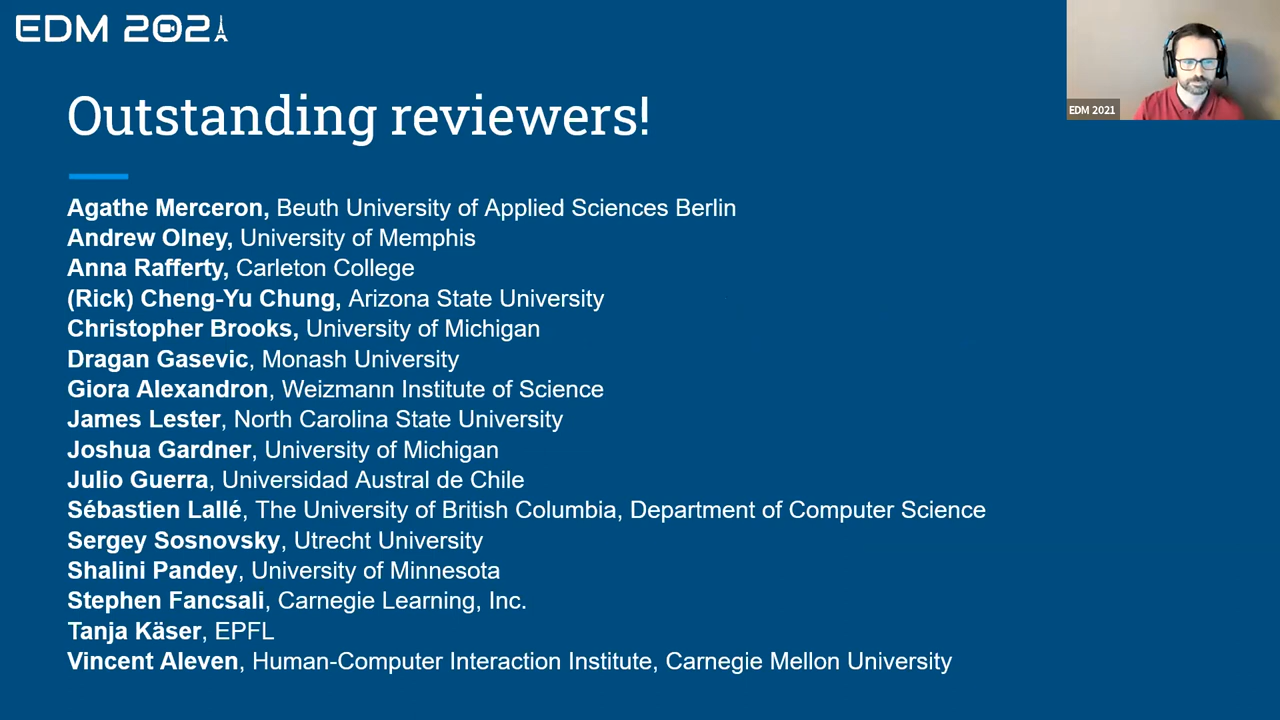 EDM 2021
EDM 2021
Outstanding reviewers!
Agathe Merceron, Beuth University of Applied Sciences Berlin
Andrew Olney, University of Memphis
Anna Rafferty, Carleton College
(Rick) Cheng-Yu Chung, Arizona State University
Christopher Brooks, University of Michigan
Dragan Gasevic, Monash University
Giora Alexandron, Weizmann Institute of Science
James Lester, North Carolina State University
Joshua Gardner, University of Michigan
Julio Guerra, Universidad Austral de Chile
Sébastien Lallé, The University of British Columbia, Department of Computer Science
Sergey Sosnovsky, Utrecht University
Shalini Pandey, University of Minnesota
Stephen Fancsali, Carnegie Learning, Inc.
Tanja Käser, EPFL
Vincent Aleven, Human-Computer Interaction Institute, Carnegie Mellon University